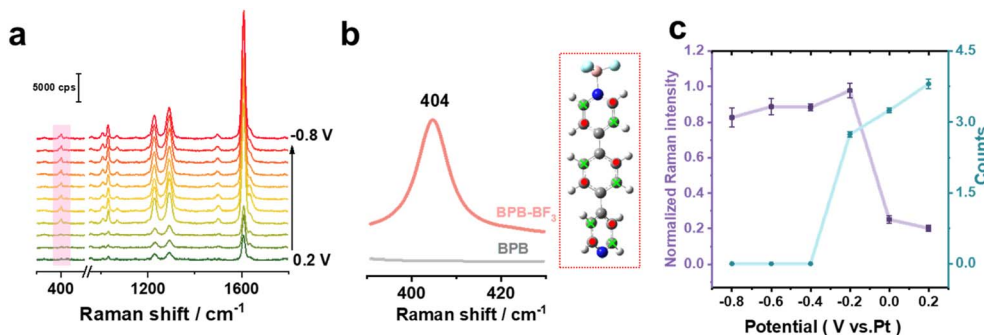 a
5000 cps
-0.8 V
0.2 V
400
1200
1600
Raman shift / cm-1
b
404
BPB-BF3
BPB
400
420
Raman shift / cm-1
c
Normalized Raman intensity
1.2
1.0
0.8
0.6
0.4
0.2
0.0
4.5
3.0
1.5
0.0
Counts
-0.8 -0.6 -0.4 -0.2 0.0 0.2
Potential ( V vs.Pt )